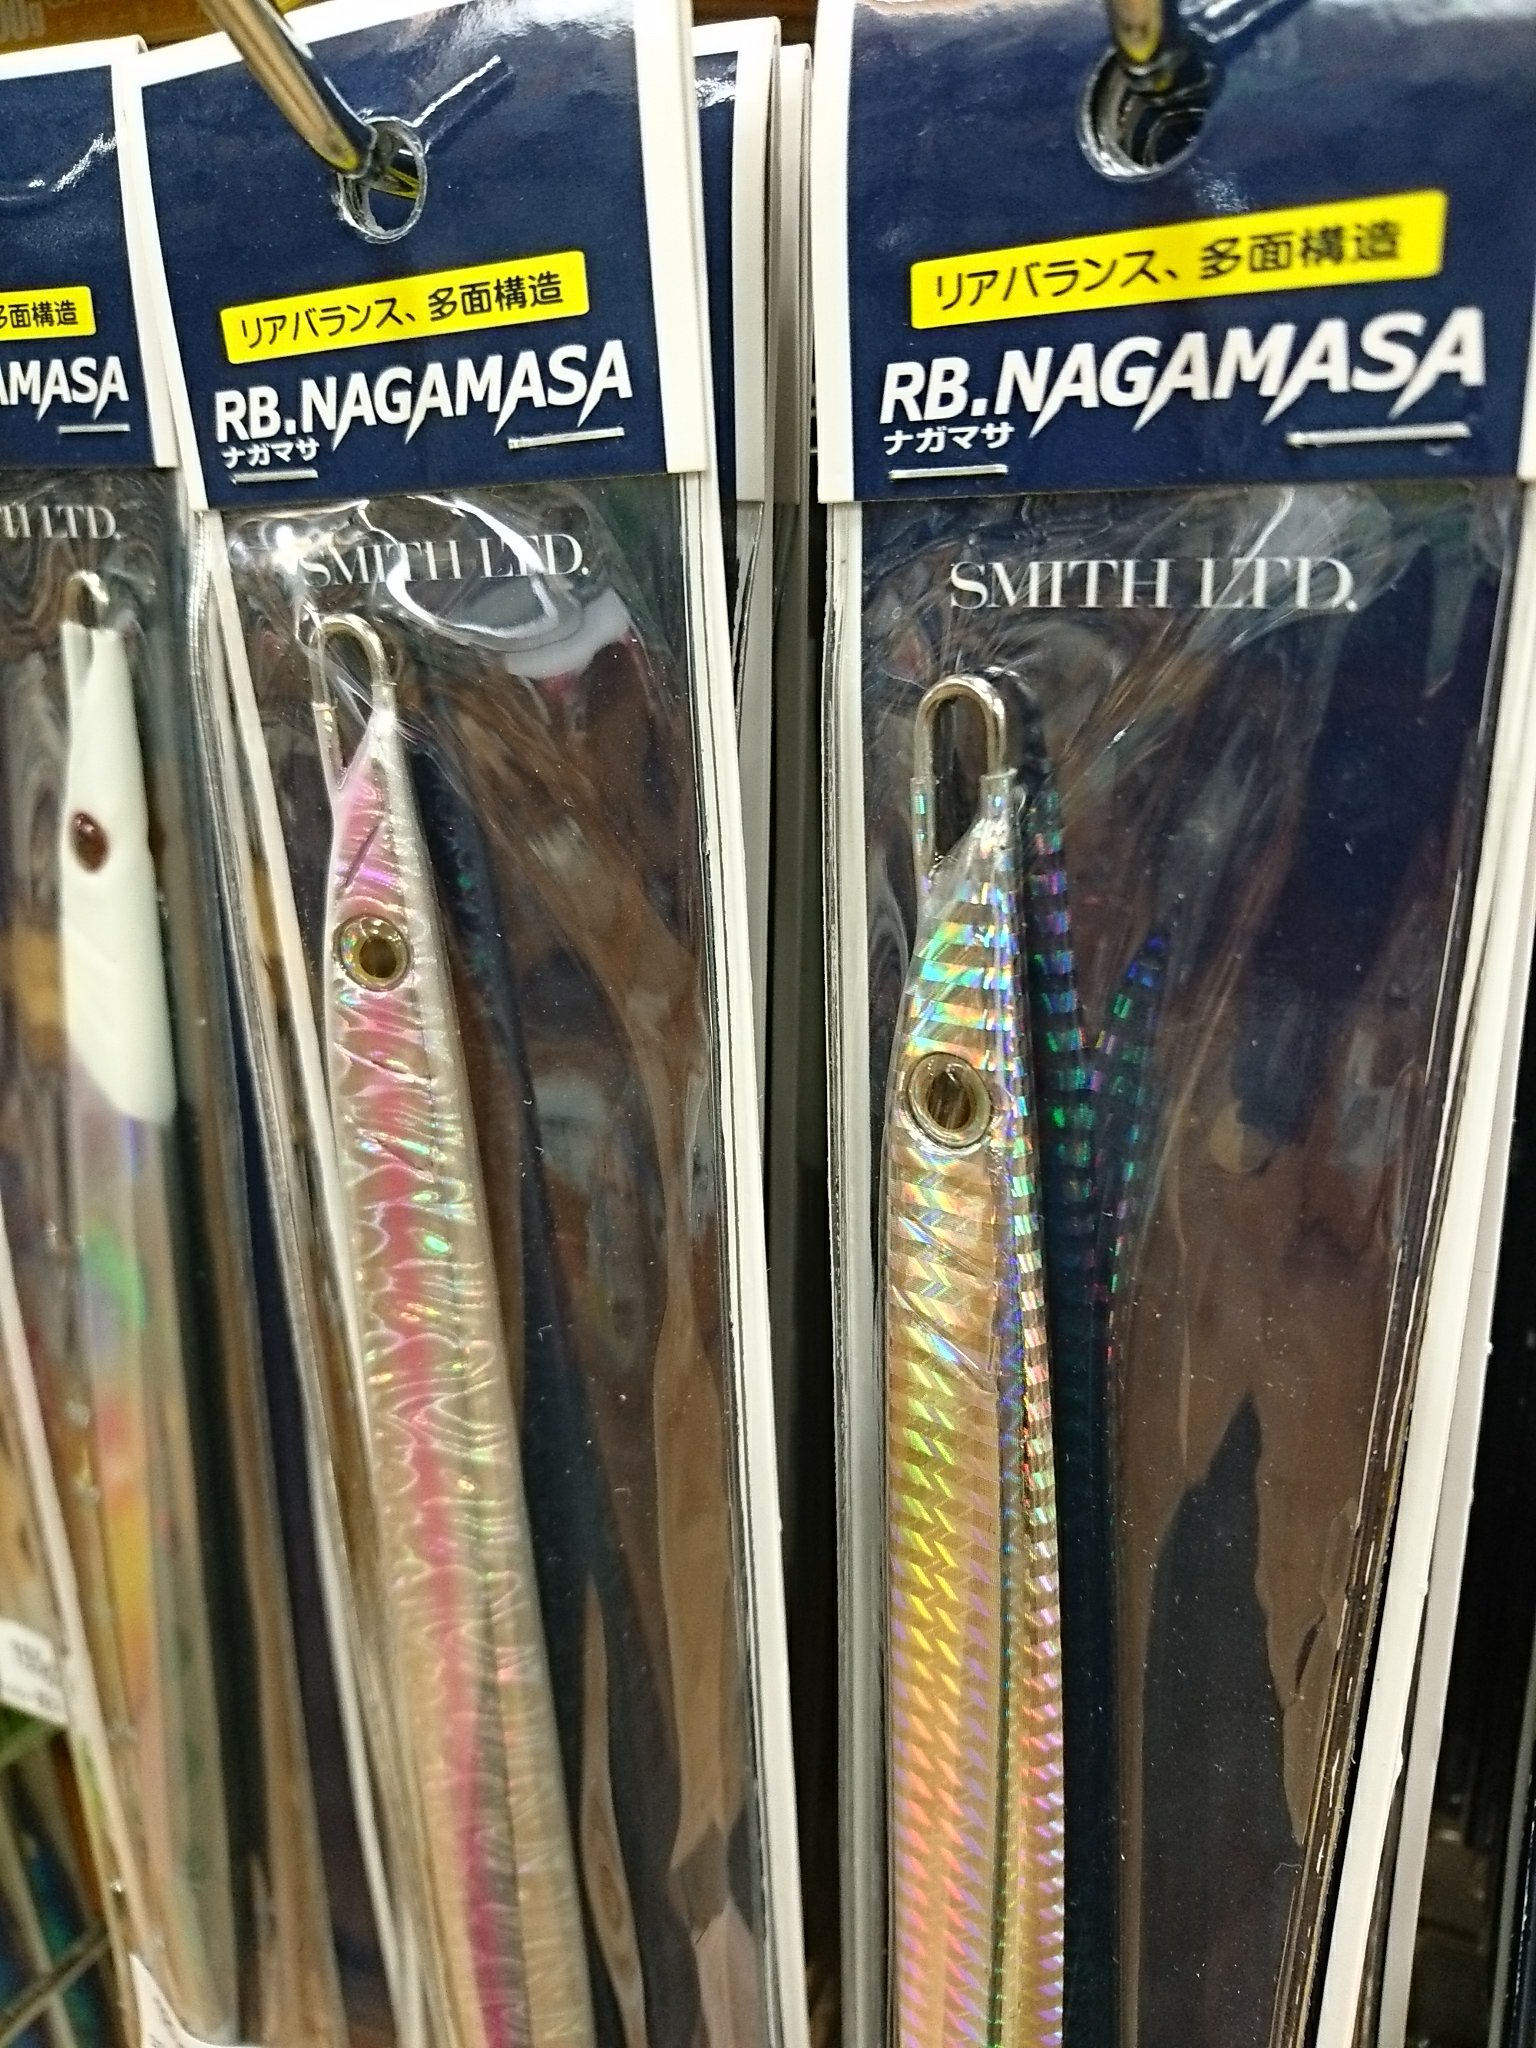 多面構造
AMASA
TH LTD.
リアバランス、多面構造
RB.NAGAMASA
ナガマサ
SMITH LTD.
リアバランス、多面構造
RB.NAGAMASA
ナガマサ
SMITH LTD.